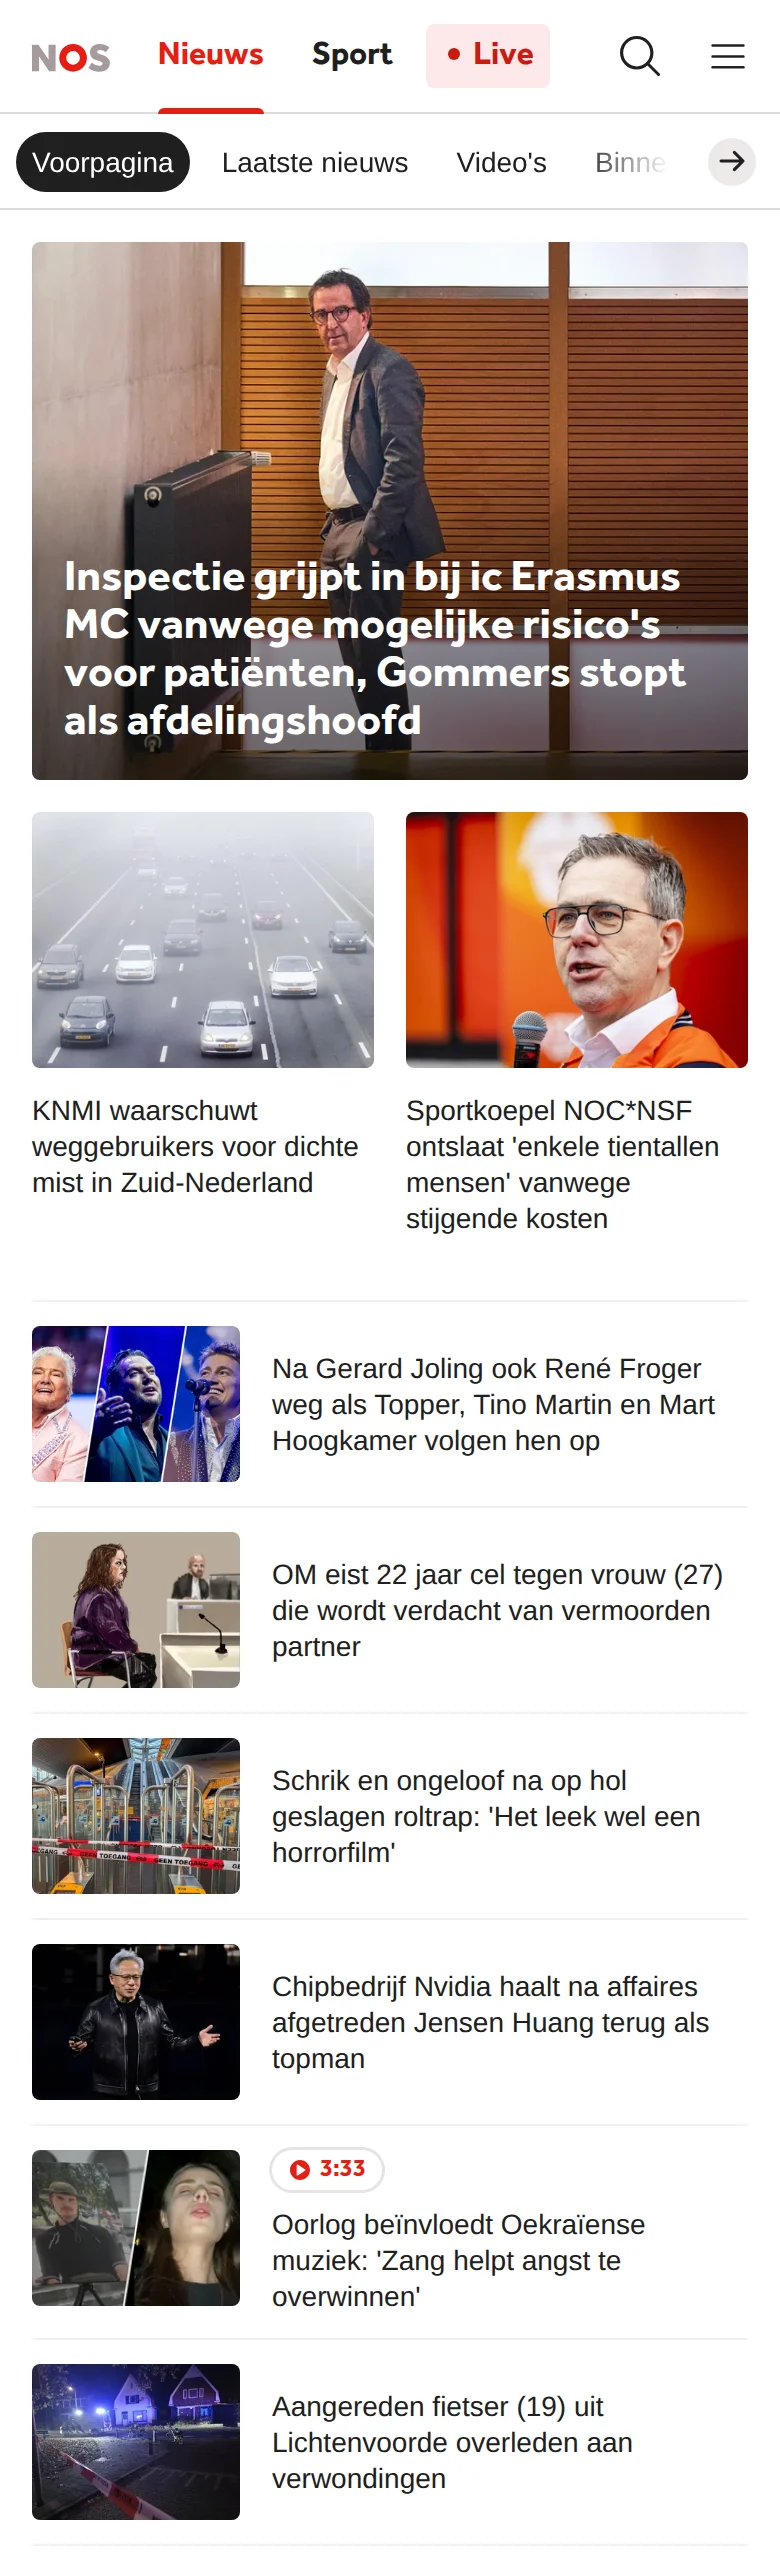 NOS Nieuws Sport Live
Voorpagina Laatste nieuws Video's Binne
Inspectie grijpt in bij ic Erasmus
MC vanwege mogelijke risico's
voor patiënten, Gommers stopt
als afdelingshoofd
KNMI waarschuwt
weggebruikers voor dichte
mist in Zuid-Nederland
Sportkoepel NOC*NSF
ontslaat 'enkele tientallen
mensen' vanwege
stijgende kosten
Na Gerard Joling ook René Froger
weg als Topper, Tino Martin en Mart
Hoogkamer volgen hen op
OM eist 22 jaar cel tegen vrouw (27)
die wordt verdacht van vermoorden
partner
GEEN TOEGANG GEEN TOEGANG
Schrik en ongeloof na op hol
geslagen roltrap: 'Het leek wel een
horrorfilm'
Chipbedrijf Nvidia haalt na affaires
afgetreden Jensen Huang terug als
topman
3:33
Oorlog beïnvloedt Oekraïense
muziek: 'Zang helpt angst te
overwinnen'
Aangereden fietser (19) uit
Lichtenvoorde overleden aan
verwondingen